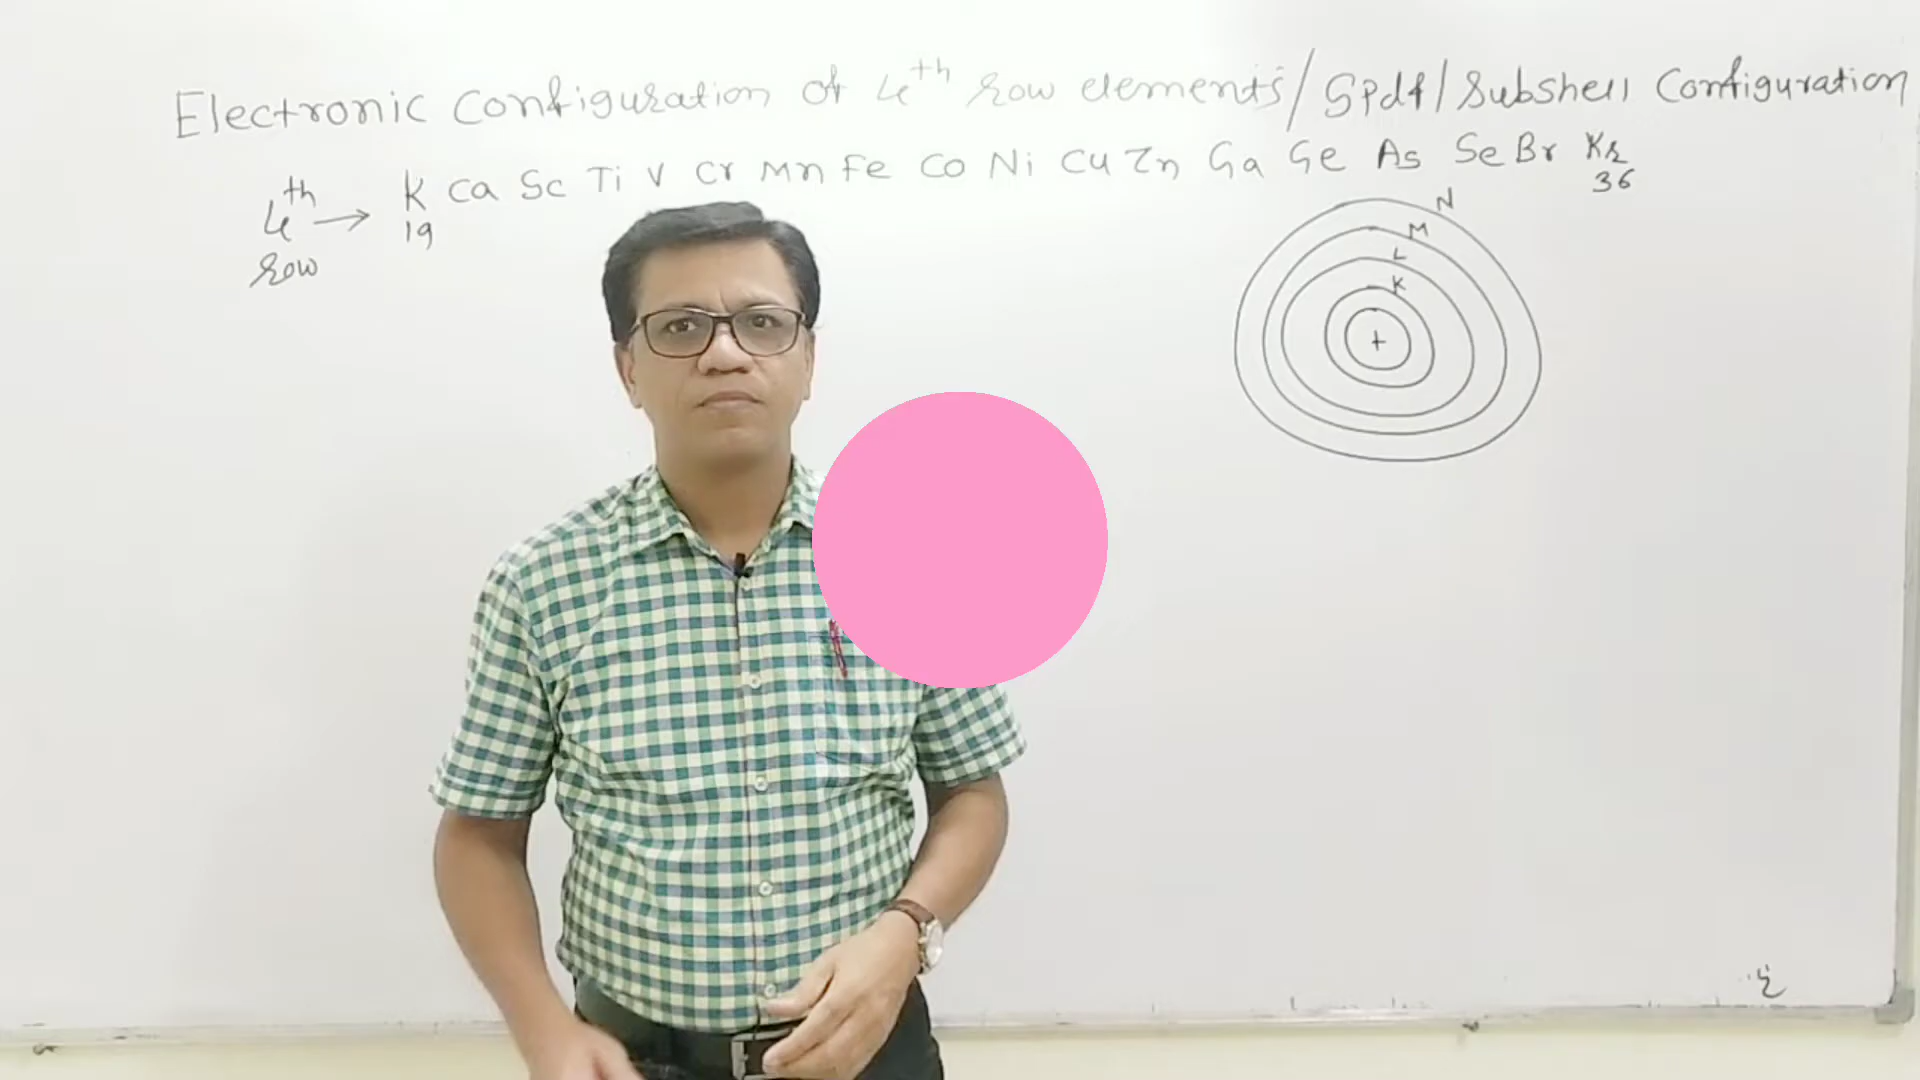 Electronic Configuration of 4th row elements/Spdf/Subshell Configuration
4th row → K Ca Sc Ti V Cr Mn Fe Co Ni Cu Zn Ga Ge As Se Br Kr
19 36
N
M
L
K
+